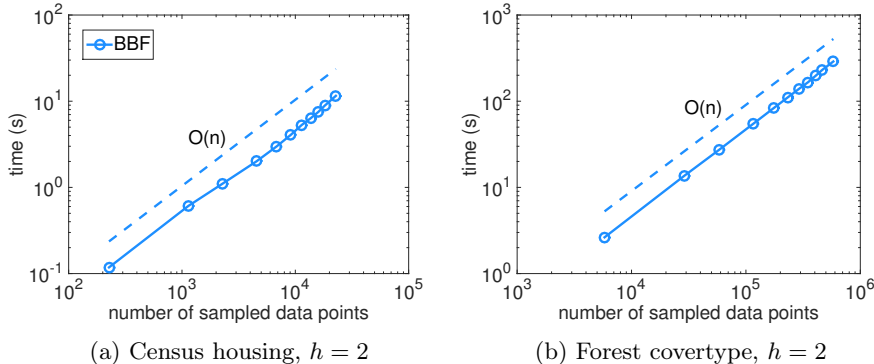 BBF
O(n)
time (s)
10^2
10^1
10^0
10^-1
10^2 10^3 10^4 10^5
number of sampled data points
(a) Census housing, h = 2
O(n)
time (s)
10^3
10^2
10^1
10^0
10^3 10^4 10^5 10^6
number of sampled data points
(b) Forest covertype, h = 2